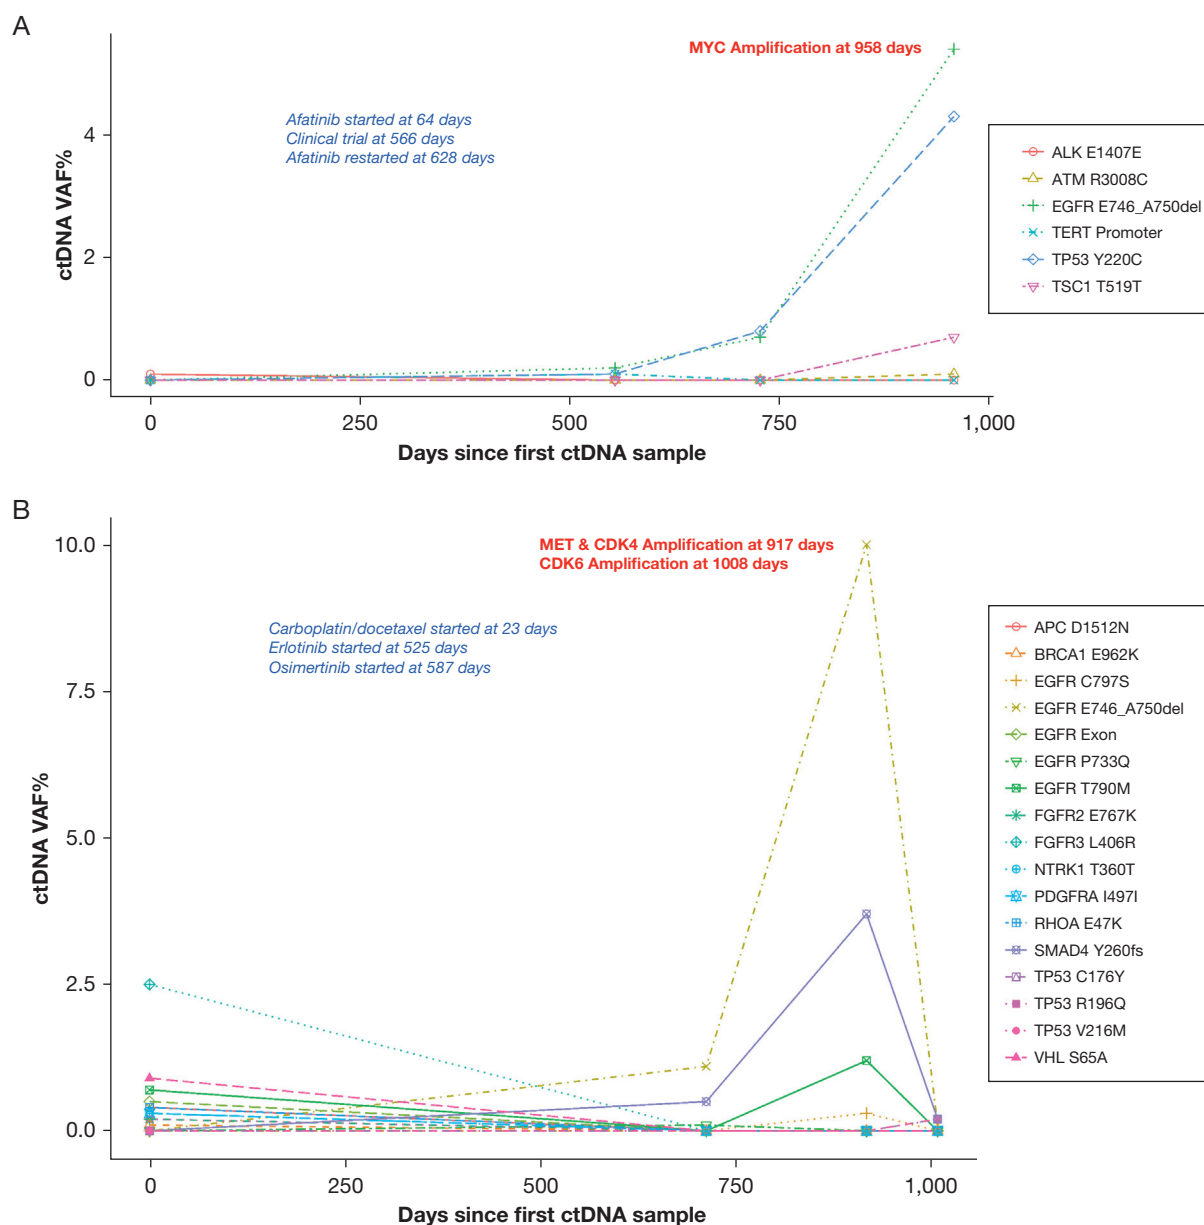 A
MYC Amplification at 958 days
Afatinib started at 64 days
Clinical trial at 566 days
Afatinib restarted at 628 days
ctDNA VAF%
4
2
0
0
250
500
750
1,000
Days since first ctDNA sample
ALK E1407E
ATM R3008C
EGFR E746_A750del
TERT Promoter
TP53 Y220C
TSC1 T519T
B
MET & CDK4 Amplification at 917 days
CDK6 Amplification at 1008 days
Carboplatin/docetaxel started at 23 days
Erlotinib started at 525 days
Osimertinib started at 587 days
ctDNA VAF%
10.0
7.5
5.0
2.5
0.0
0
250
500
750
1,000
Days since first ctDNA sample
APC D1512N
BRCA1 E962K
EGFR C797S
EGFR E746_A750del
EGFR Exon
EGFR P733Q
EGFR T790M
FGFR2 E767K
FGFR3 L406R
NTRK1 T360T
PDGFRA I497I
RHOA E47K
SMAD4 Y260fs
TP53 C176Y
TP53 R196Q
TP53 V216M
VHL S65A